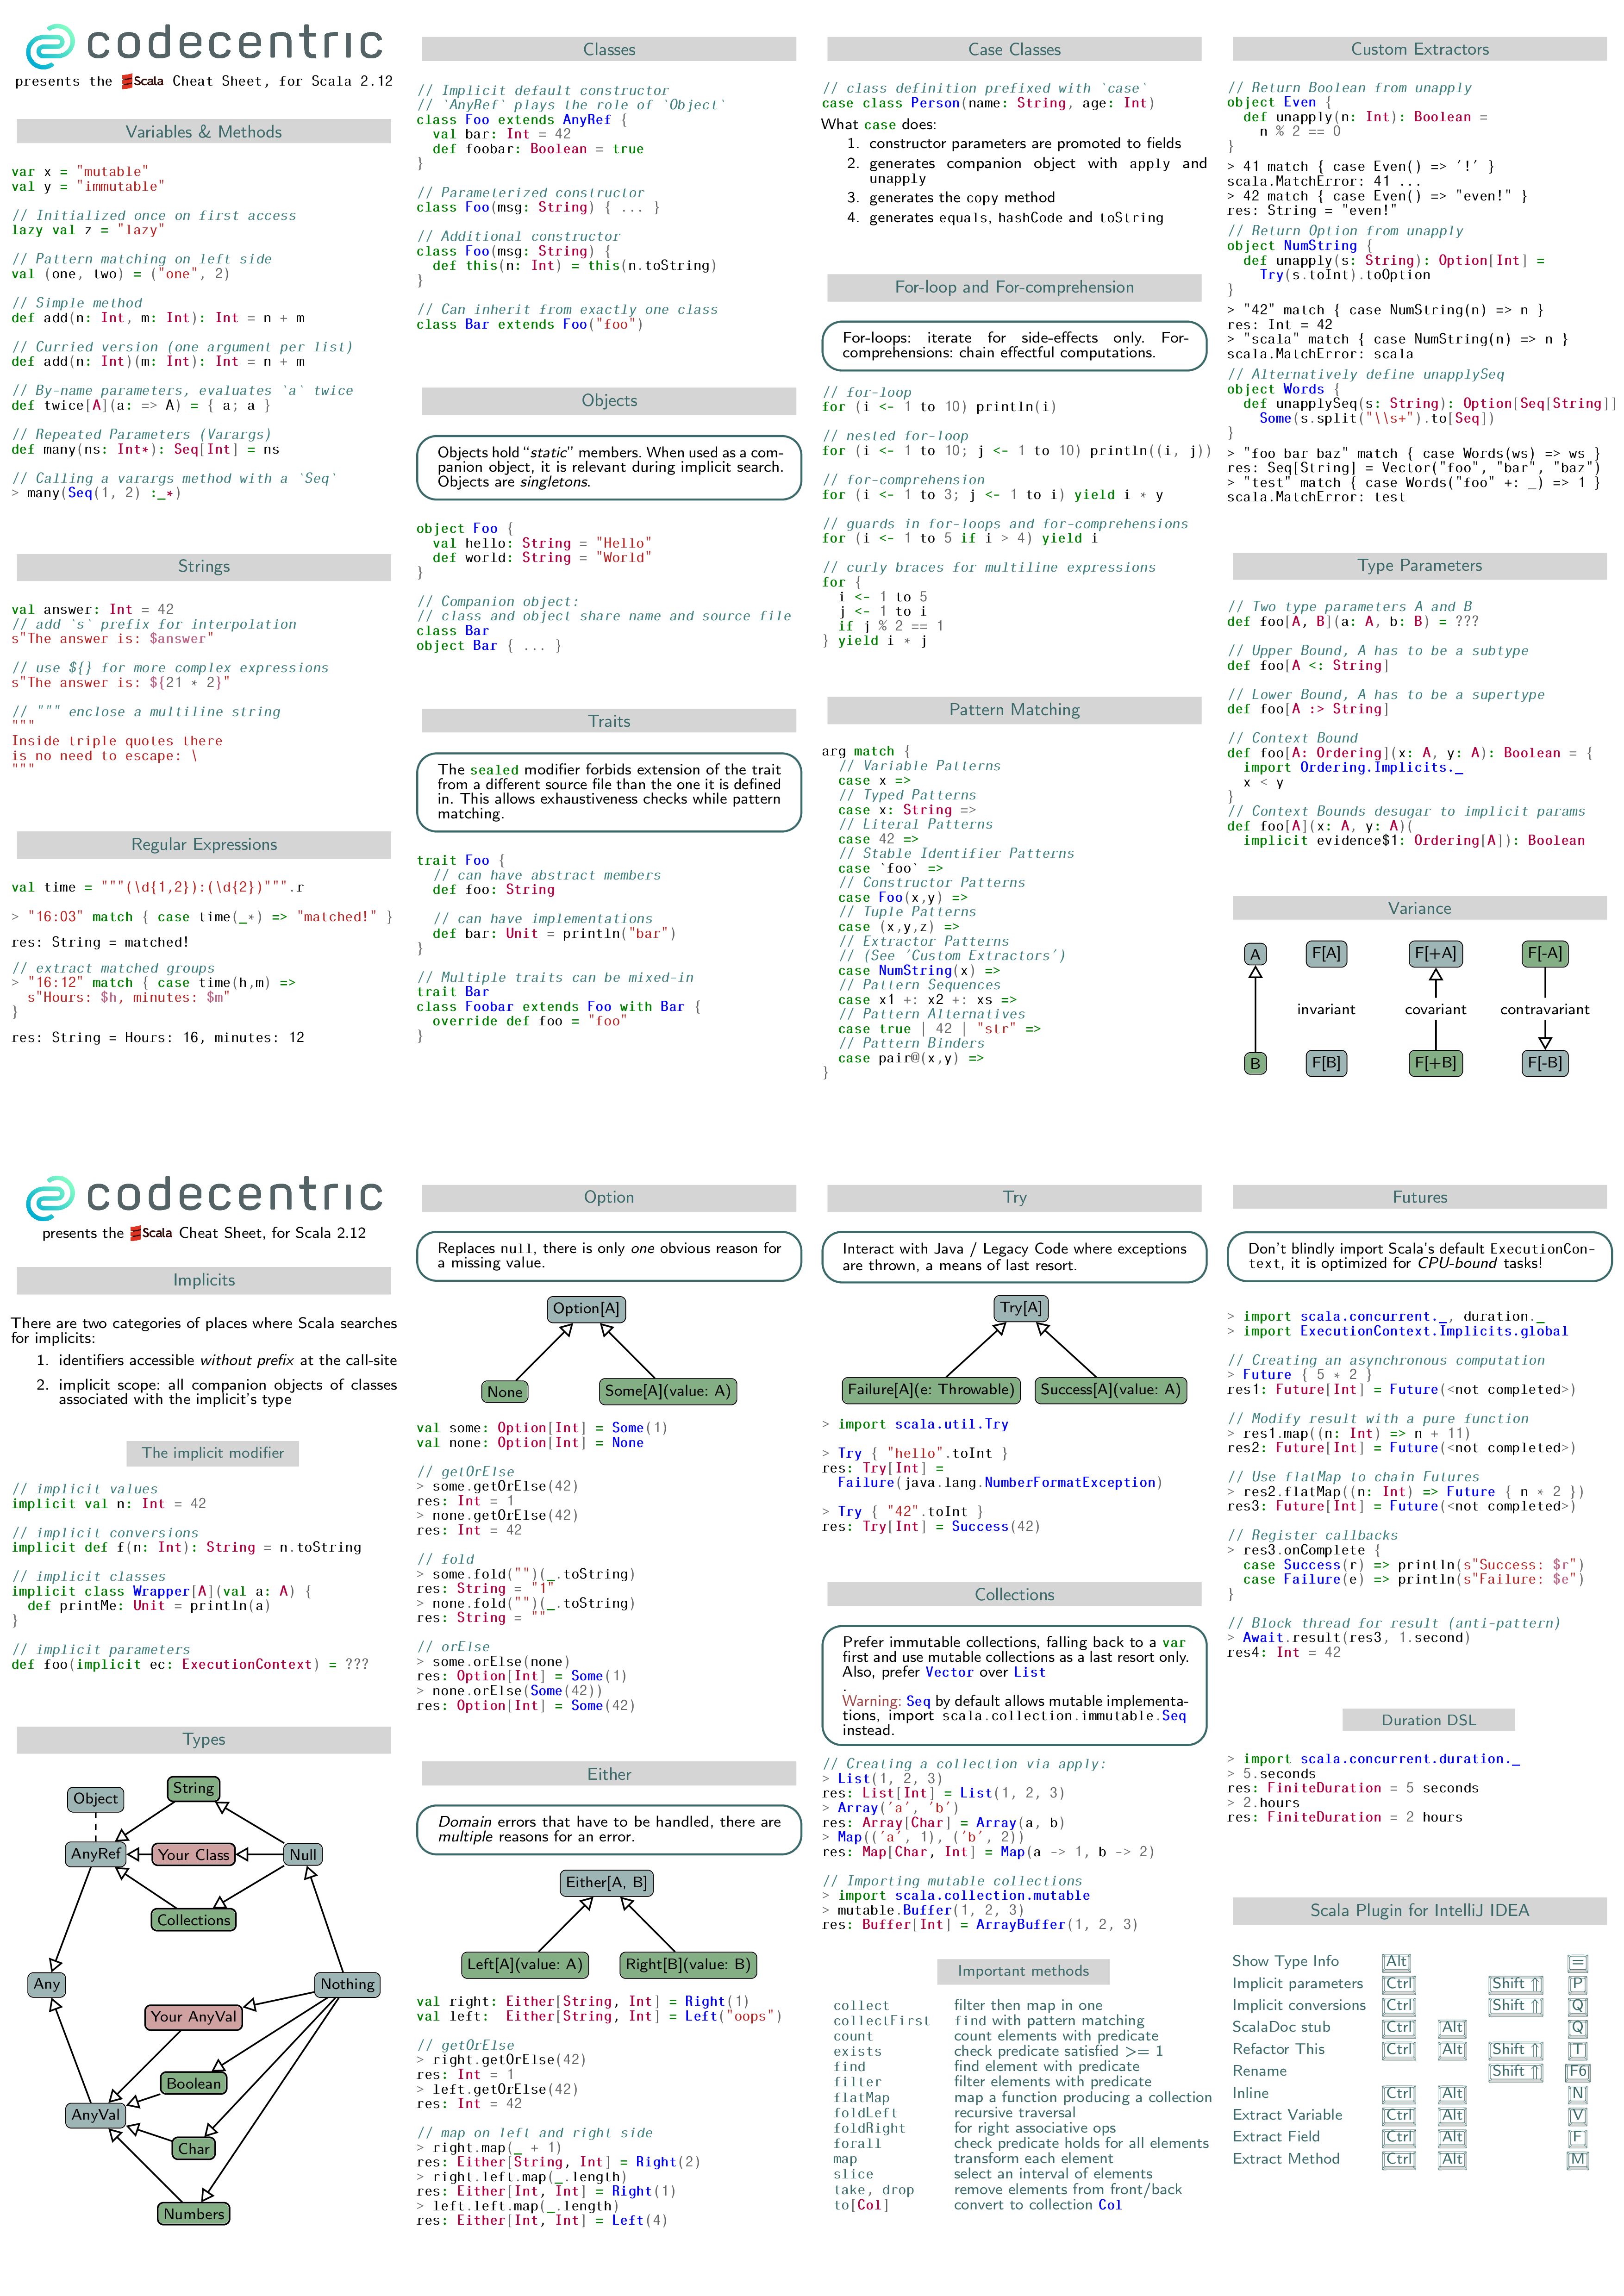 codecentric
presents the Scala Cheat Sheet, for Scala 2.12
Variables & Methods
var x = "mutable"
val y = "immutable"
// Initialized once on first access
lazy val z = "lazy"
// Pattern matching on left side
val (one, two) = ("one", 2)
// Simple method
def add(n: Int, m: Int): Int = n + m
// Curried version (one argument per list)
def add(n: Int)(m: Int): Int = n + m
// By-name parameters, evaluates `a` twice
def twice[A](a: => A) = { a; a }
// Repeated Parameters (Varargs)
def many(ns: Int*): Seq[Int] = ns
// Calling a varargs method with a `Seq`
> many(Seq(1, 2) :_*)
Strings
val answer: Int = 42
// add `s` prefix for interpolation
s"The answer is: $answer"
// use ${} for more complex expressions
s"The answer is: ${21 * 2}"
// """ enclose a multiline string
"""
Inside triple quotes there
is no need to escape: \
"""
Regular Expressions
val time = """(\d{1,2}):(\d{2})""".r
> "16:03" match { case time(_*) => "matched!" }
res: String = matched!
// extract matched groups
> "16:12" match { case time(h,m) =>
s"Hours: $h, minutes: $m"
}
res: String = Hours: 16, minutes: 12
Classes
// Implicit default constructor
// `AnyRef` plays the role of `Object`
class Foo extends AnyRef {
val bar: Int = 42
def foobar: Boolean = true
}
// Parameterized constructor
class Foo(msg: String) { ... }
// Additional constructor
class Foo(msg: String) {
def this(n: Int) = this(n.toString)
}
// Can inherit from exactly one class
class Bar extends Foo("foo")
Objects
Objects hold “static” members. When used as a com-
panion object, it is relevant during implicit search.
Objects are singletons.
object Foo {
val hello: String = "Hello"
def world: String = "World"
}
// Companion object:
// class and object share name and source file
class Bar
object Bar { ... }
Traits
The sealed modifier forbids extension of the trait
from a different source file than the one it is defined
in. This allows exhaustiveness checks while pattern
matching.
trait Foo {
// can have abstract members
def foo: String
// can have implementations
def bar: Unit = println("bar")
}
// Multiple traits can be mixed-in
trait Bar
class Foobar extends Foo with Bar {
override def foo = "foo"
}
Case Classes
// class definition prefixed with `case`
case class Person(name: String, age: Int)
What case does:
1. constructor parameters are promoted to fields
2. generates companion object with apply and
unapply
3. generates the copy method
4. generates equals, hashCode and toString
For-loop and For-comprehension
For-loops: iterate for side-effects only. For-
comprehensions: chain effectful computations.
// for-loop
for (i <- 1 to 10) println(i)
// nested for-loop
for (i <- 1 to 10; j <- 1 to 10) println((i, j))
// for-comprehension
for (i <- 1 to 3; j <- 1 to i) yield i * y
// guards in for-loops and for-comprehensions
for (i <- 1 to 5 if i > 4) yield i
// curly braces for multiline expressions
for {
i <- 1 to 5
j <- 1 to i
if j % 2 == 1
} yield i * j
Pattern Matching
arg match {
// Variable Patterns
case x =>
// Typed Patterns
case x: String =>
// Literal Patterns
case 42 =>
// Stable Identifier Patterns
case `foo` =>
// Constructor Patterns
case Foo(x,y) =>
// Tuple Patterns
case (x,y,z) =>
// Extractor Patterns
// (See 'Custom Extractors')
case NumString(x) =>
// Pattern Sequences
case x1 +: x2 +: xs =>
// Pattern Alternatives
case true | 42 | "str" =>
// Pattern Binders
case pair@(x,y) =>
}
Custom Extractors
// Return Boolean from unapply
object Even {
def unapply(n: Int): Boolean =
n % 2 == 0
}
> 41 match { case Even() => '!' }
scala.MatchError: 41 ...
> 42 match { case Even() => "even!" }
res: String = "even!"
// Return Option from unapply
object NumString {
def unapply(s: String): Option[Int] =
Try(s.toInt).toOption
}
> "42" match { case NumString(n) => n }
res: Int = 42
> "scala" match { case NumString(n) => n }
scala.MatchError: scala
// Alternatively define unapplySeq
object Words {
def unapplySeq(s: String): Option[Seq[String]]
Some(s.split("\\s+").to[Seq])
}
> "foo bar baz" match { case Words(ws) => ws }
res: Seq[String] = Vector("foo", "bar", "baz")
> "test" match { case Words("foo" +: _) => 1 }
scala.MatchError: test
Type Parameters
// Two type parameters A and B
def foo[A, B](a: A, b: B) = ???
// Upper Bound, A has to be a subtype
def foo[A <: String]
// Lower Bound, A has to be a supertype
def foo[A :> String]
// Context Bound
def foo[A: Ordering](x: A, y: A): Boolean = {
import Ordering.Implicits._
x < y
}
// Context Bounds desugar to implicit params
def foo[A](x: A, y: A)(
implicit evidence$1: Ordering[A]): Boolean
Variance
A F[A] F[+A] F[-A]
invariant covariant contravariant
B F[B] F[+B] F[-B]
codecentric
presents the Scala Cheat Sheet, for Scala 2.12
Implicits
There are two categories of places where Scala searches
for implicits:
1. identifiers accessible without prefix at the call-site
2. implicit scope: all companion objects of classes
associated with the implicit's type
The implicit modifier
// implicit values
implicit val n: Int = 42
// implicit conversions
implicit def f(n: Int): String = n.toString
// implicit classes
implicit class Wrapper[A](val a: A) {
def printMe: Unit = println(a)
}
// implicit parameters
def foo(implicit ec: ExecutionContext) = ???
Types
String
Object
AnyRef
Your Class
Null
Collections
Any
Nothing
Your AnyVal
Boolean
AnyVal
Char
Numbers
Option
Replaces null, there is only one obvious reason for
a missing value.
Option[A]
None
Some[A](value: A)
val some: Option[Int] = Some(1)
val none: Option[Int] = None
// getOrElse
> some.getOrElse(42)
res: Int = 1
> none.getOrElse(42)
res: Int = 42
// fold
> some.fold("")(_.toString)
res: String = "1"
> none.fold("")(_.toString)
res: String = ""
// orElse
> some.orElse(none)
res: Option[Int] = Some(1)
> none.orElse(Some(42))
res: Option[Int] = Some(42)
Either
Domain errors that have to be handled, there are
multiple reasons for an error.
Either[A, B]
Left[A](value: A)
Right[B](value: B)
val right: Either[String, Int] = Right(1)
val left:  Either[String, Int] = Left("oops")
// getOrElse
> right.getOrElse(42)
res: Int = 1
> left.getOrElse(42)
res: Int = 42
// map on left and right side
> right.map(_ + 1)
res: Either[String, Int] = Right(2)
> right.left.map(_.length)
res: Either[Int, Int] = Right(1)
> left.left.map(_.length)
res: Either[Int, Int] = Left(4)
Try
Interact with Java / Legacy Code where exceptions
are thrown, a means of last resort.
Try[A]
Failure[A](e: Throwable)
Success[A](value: A)
> import scala.util.Try
> Try { "hello".toInt }
res: Try[Int] =
Failure(java.lang.NumberFormatException)
> Try { "42".toInt }
res: Try[Int] = Success(42)
Collections
Prefer immutable collections, falling back to a var
first and use mutable collections as a last resort only.
Also, prefer Vector over List
.
Warning: Seq by default allows mutable implementa-
tions, import scala.collection.immutable.Seq
instead.
// Creating a collection via apply:
> List(1, 2, 3)
res: List[Int] = List(1, 2, 3)
> Array('a', 'b')
res: Array[Char] = Array(a, b)
> Map(('a', 1), ('b', 2))
res: Map[Char, Int] = Map(a -> 1, b -> 2)
// Importing mutable collections
> import scala.collection.mutable
> mutable.Buffer(1, 2, 3)
res: Buffer[Int] = ArrayBuffer(1, 2, 3)
Important methods
collect filter then map in one
collectFirst find with pattern matching
count count elements with predicate
exists check predicate satisfied >= 1
find find element with predicate
filter filter elements with predicate
flatMap map a function producing a collection
foldLeft recursive traversal
foldRight for right associative ops
forall check predicate holds for all elements
map transform each element
slice select an interval of elements
take, drop remove elements from front/back
to[Col] convert to collection Col
Futures
Don't blindly import Scala's default ExecutionCon-
text, it is optimized for CPU-bound tasks!
> import scala.concurrent._, duration._
> import ExecutionContext.Implicits.global
// Creating an asynchronous computation
> Future { 5 * 2 }
res1: Future[Int] = Future(<not completed>)
// Modify result with a pure function
> res1.map((n: Int) => n + 11)
res2: Future[Int] = Future(<not completed>)
// Use flatMap to chain Futures
> res2.flatMap((n: Int) => Future { n * 2 })
res3: Future[Int] = Future(<not completed>)
// Register callbacks
> res3.onComplete {
case Success(r) => println(s"Success: $r")
case Failure(e) => println(s"Failure: $e")
}
// Block thread for result (anti-pattern)
> Await.result(res3, 1.second)
res4: Int = 42
Duration DSL
> import scala.concurrent.duration._
> 5.seconds
res: FiniteDuration = 5 seconds
> 2.hours
res: FiniteDuration = 2 hours
Scala Plugin for IntelliJ IDEA
Show Type Info Alt =
Implicit parameters Ctrl Shift ⇑ P
Implicit conversions Ctrl Shift ⇑ Q
ScalaDoc stub Ctrl Alt Q
Refactor This Ctrl Alt Shift ⇑ T
Rename Shift ⇑ F6
Inline Ctrl Alt N
Extract Variable Ctrl Alt V
Extract Field Ctrl Alt F
Extract Method Ctrl Alt M